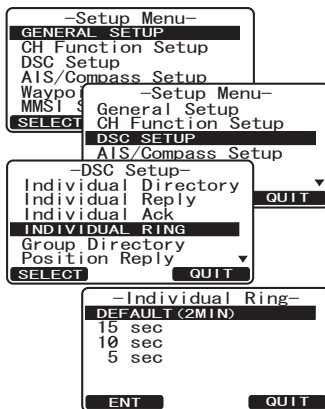 –Setup Menu–
GENERAL SETUP
CH Function Setup
DSC Setup
AIS/Compass Setup
MMSI
SELECT
–Setup Menu–
General Setup
CH Function Setup
DSC SETUP
AIS/Compass Setup
QUIT
–DSC Setup–
Individual Directory
Individual Reply
Individual Ack
INDIVIDUAL RING
Group Directory
Position Reply
SELECT QUIT
–Individual Ring–
DEFAULT(2MIN)
15 sec
10 sec
5 sec
ENT QUIT